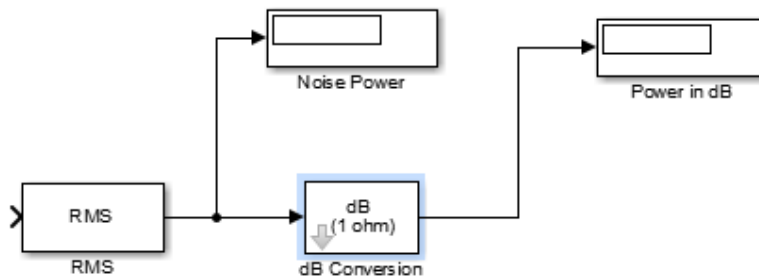 Noise Power
Power in dB
RMS
RMS
dB
(1 ohm)
dB Conversion